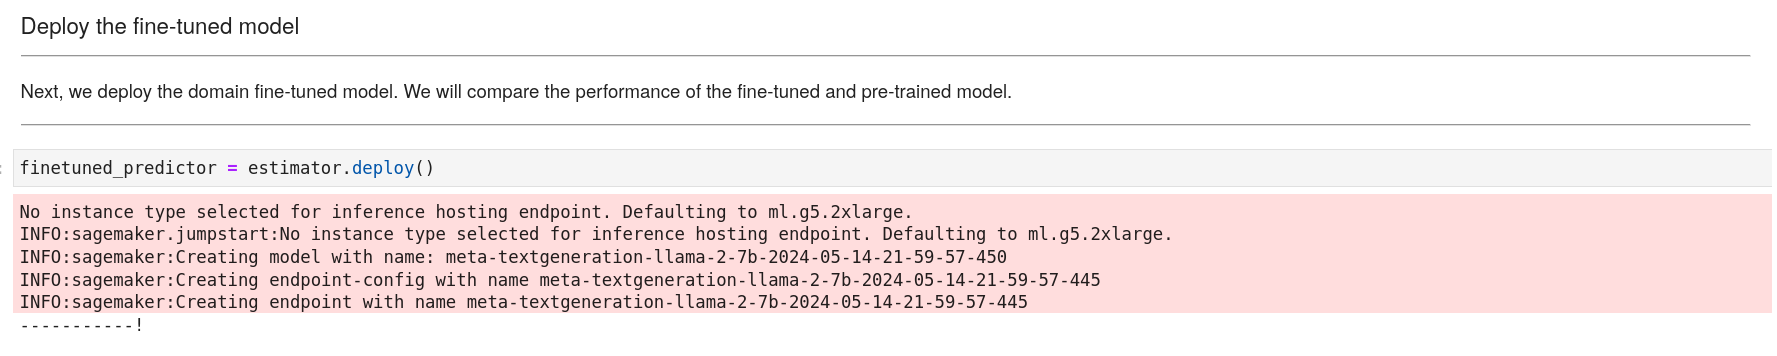 Deploy the fine-tuned model
Next, we deploy the domain fine-tuned model. We will compare the performance of the fine-tuned and pre-trained model.
finetuned_predictor = estimator.deploy()
No instance type selected for inference hosting endpoint. Defaulting to ml.g5.2xlarge.
INFO:sagemaker.jumpstart:No instance type selected for inference hosting endpoint. Defaulting to ml.g5.2xlarge.
INFO:sagemaker:Creating model with name: meta-textgeneration-llama-2-7b-2024-05-14-21-59-57-450
INFO:sagemaker:Creating endpoint-config with name meta-textgeneration-llama-2-7b-2024-05-14-21-59-57-445
INFO:sagemaker:Creating endpoint with name meta-textgeneration-llama-2-7b-2024-05-14-21-59-57-445
-----------!